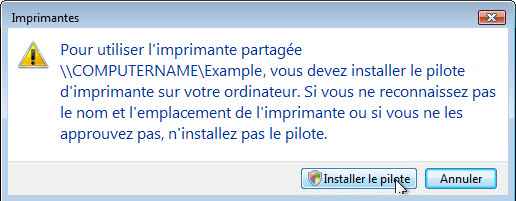 Imprimantes
Pour utiliser l'imprimante partagée
\\COMPUTERNAME\Example, vous devez installer le pilote
d'imprimante sur votre ordinateur. Si vous ne reconnaissez pas
le nom et l'emplacement de l'imprimante ou si vous ne les
approuvez pas, n'installez pas le pilote.
Installer le pilote
Annuler